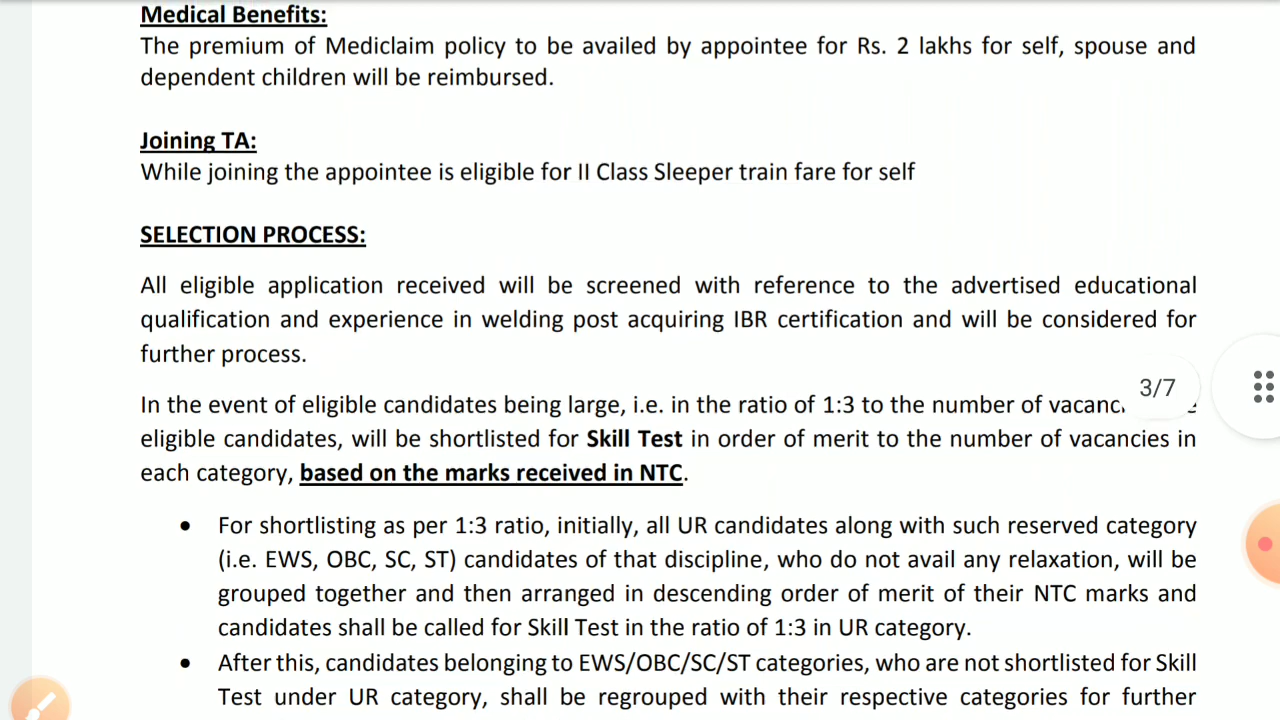 Medical Benefits:
The premium of Mediclaim policy to be availed by appointee for Rs. 2 lakhs for self, spouse and
dependent children will be reimbursed.
Joining TA:
While joining the appointee is eligible for II Class Sleeper train fare for self
SELECTION PROCESS:
All eligible application received will be screened with reference to the advertised educational
qualification and experience in welding post acquiring IBR certification and will be considered for
further process.
In the event of eligible candidates being large, i.e. in the ratio of 1:3 to the number of
3/7
eligible candidates, will be shortlisted for Skill Test in order of merit to the number of vacancies in
each category, based on the marks received in NTC.
• For shortlisting as per 1:3 ratio, initially, all UR candidates along with such reserved category
(i.e. EWS, OBC, SC, ST) candidates of that discipline, who do not avail any relaxation, will be
grouped together and then arranged in descending order of merit of their NTC marks and
candidates shall be called for Skill Test in the ratio of 1:3 in UR category.
• After this, candidates belonging to EWS/OBC/SC/ST categories, who are not shortlisted for Skill
Test under UR category, shall be regrouped with their respective categories for further